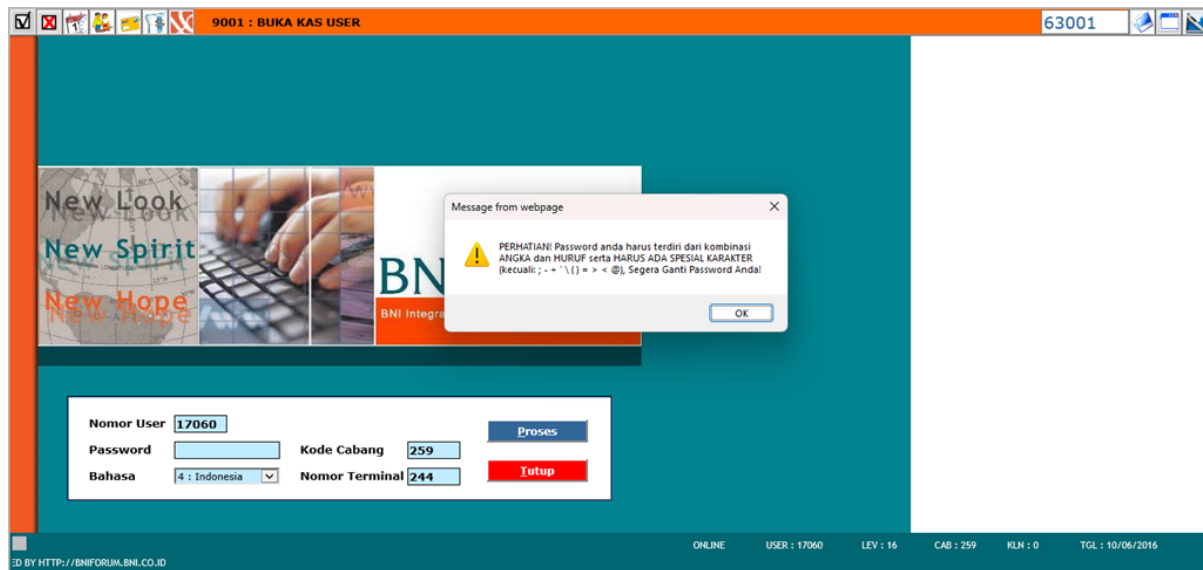 9001 : BUKA KAS USER
63001
New Look
New Spirit
New Hope
BN
BNI Integra
Message from webpage
PERHATIAN! Password anda harus terdiri dari kombinasi
ANGKA dan HURUF serta HARUS ADA SPESIAL KARAKTER
(kecuali: ; - + ` \ ( ) = > < @), Segera Ganti Password Anda!
OK
Nomor User 17060
Proses
Password Kode Cabang 259
Bahasa 4 : Indonesia Nomor Terminal 244
Tutup
ONLINE USER : 17060 LEV : 16 CAB : 259 KLN : 0 TGL : 10/06/2016
ED BY HTTP://BNIFORUM.BNI.CO.ID